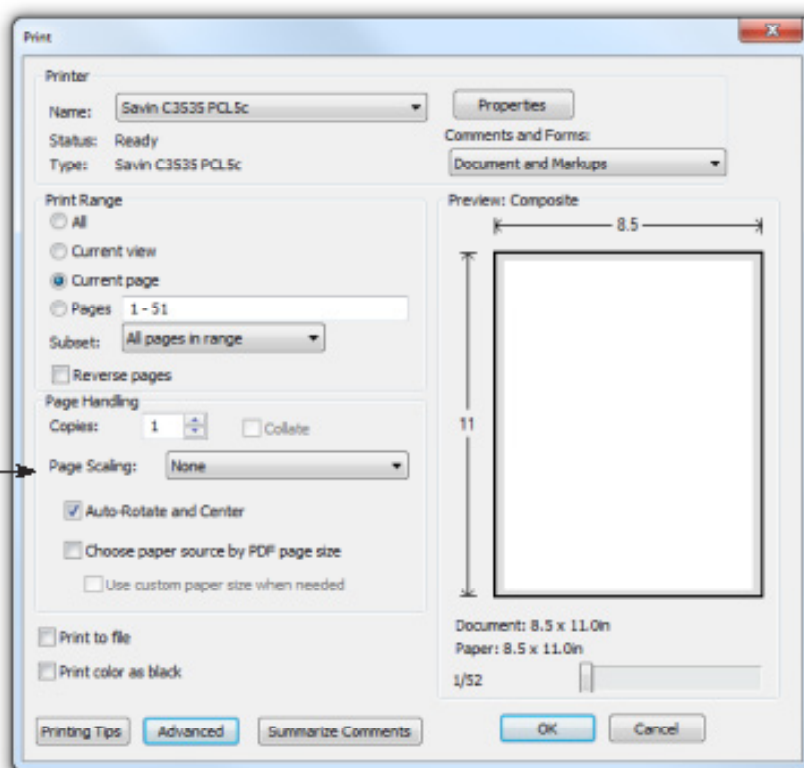 Print
Printer
Name: Savin C3535 PCL5c Properties
Status: Ready Comments and Forms:
Type: Savin C3535 PCL5c Document and Markups
Print Range
All
Current view
Current page
Pages 1 - 51
Subset: All pages in range
Reverse pages
Page Handling
Copies: 1 Collate
Page Scaling: None
Auto-Rotate and Center
Choose paper source by PDF page size
Use custom paper size when needed
Print to file
Print color as black
Preview: Composite
8.5
11
Document: 8.5 x 11.0in
Paper: 8.5 x 11.0in
1/52
Printing Tips Advanced Summarize Comments OK Cancel